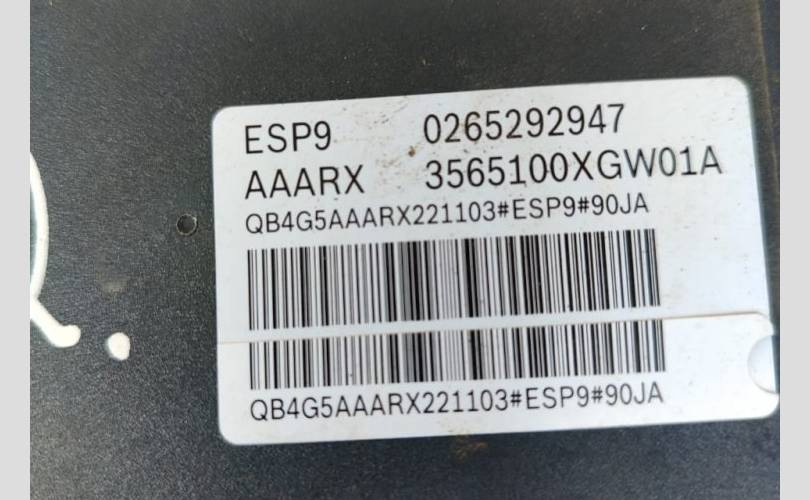 ESP9 0265292947
AAARX 3565100XGW01A
QB4G5AAARX221103#ESP9#90JA
QB4G5AAARX221103#ESP9#90JA